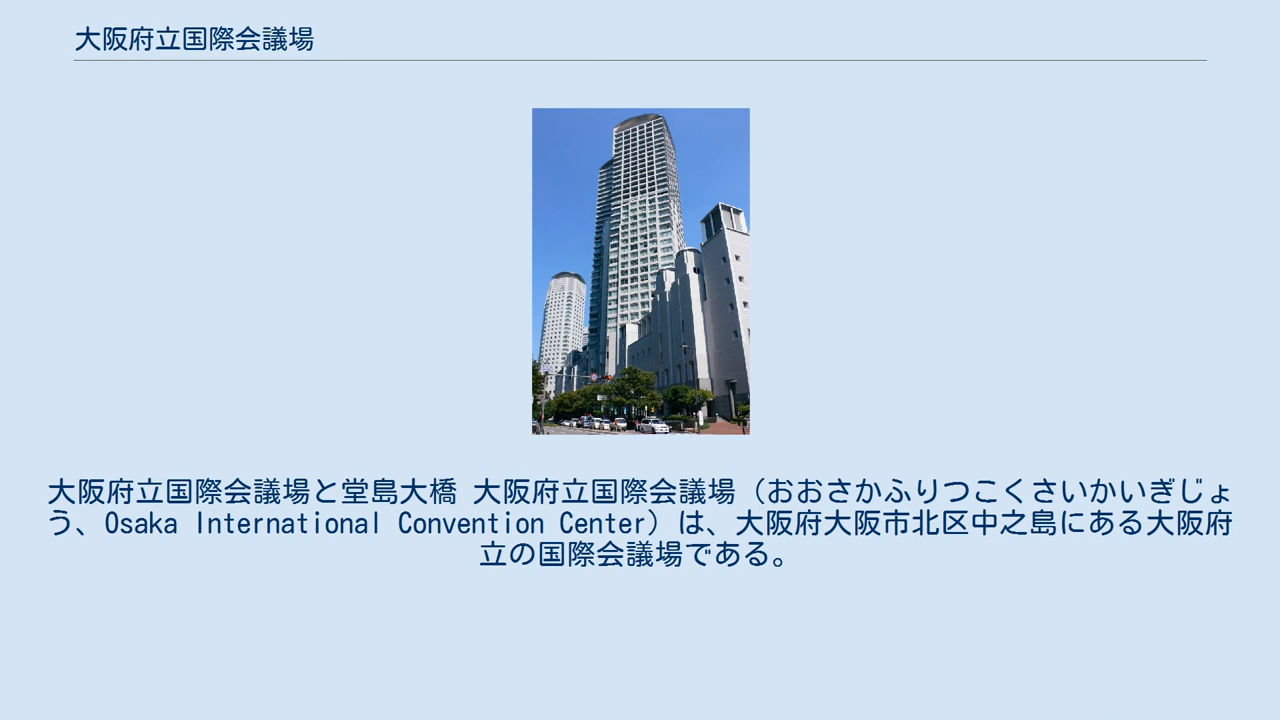 大阪府立国際会議場
大阪府立国際会議場と堂島大橋 大阪府立国際会議場（おおさかふりつこくさいかいぎじょ
う、Osaka International Convention Center）は、大阪府大阪市北区中之島にある大阪府
立の国際会議場である。